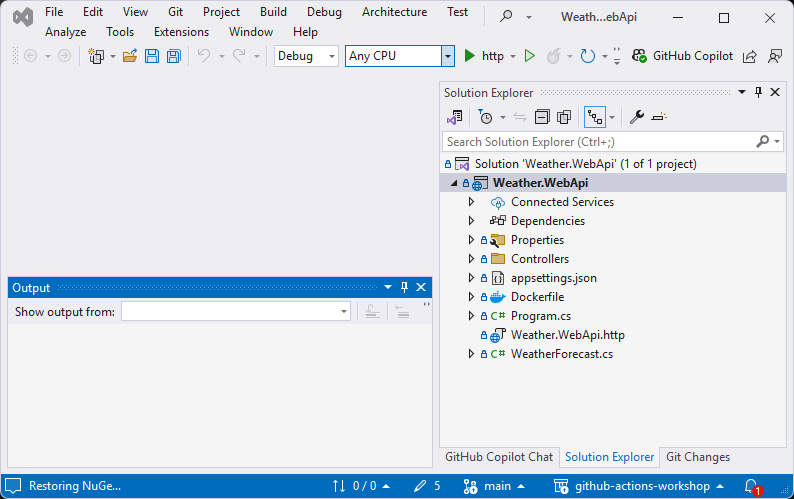 File Edit View Git Project Build Debug Architecture Test
Weath...ebApi
Analyze Tools Extensions Window Help
Debug Any CPU http GitHub Copilot
Solution Explorer
Search Solution Explorer (Ctrl+;)
Solution 'Weather.WebApi' (1 of 1 project)
Weather.WebApi
Connected Services
Dependencies
Properties
Controllers
appsettings.json
Dockerfile
C# Program.cs
Weather.WebApi.http
C# WeatherForecast.cs
Output
Show output from:
GitHub Copilot Chat Solution Explorer Git Changes
Restoring NuGe... 0 / 0 5 main github-actions-workshop 1